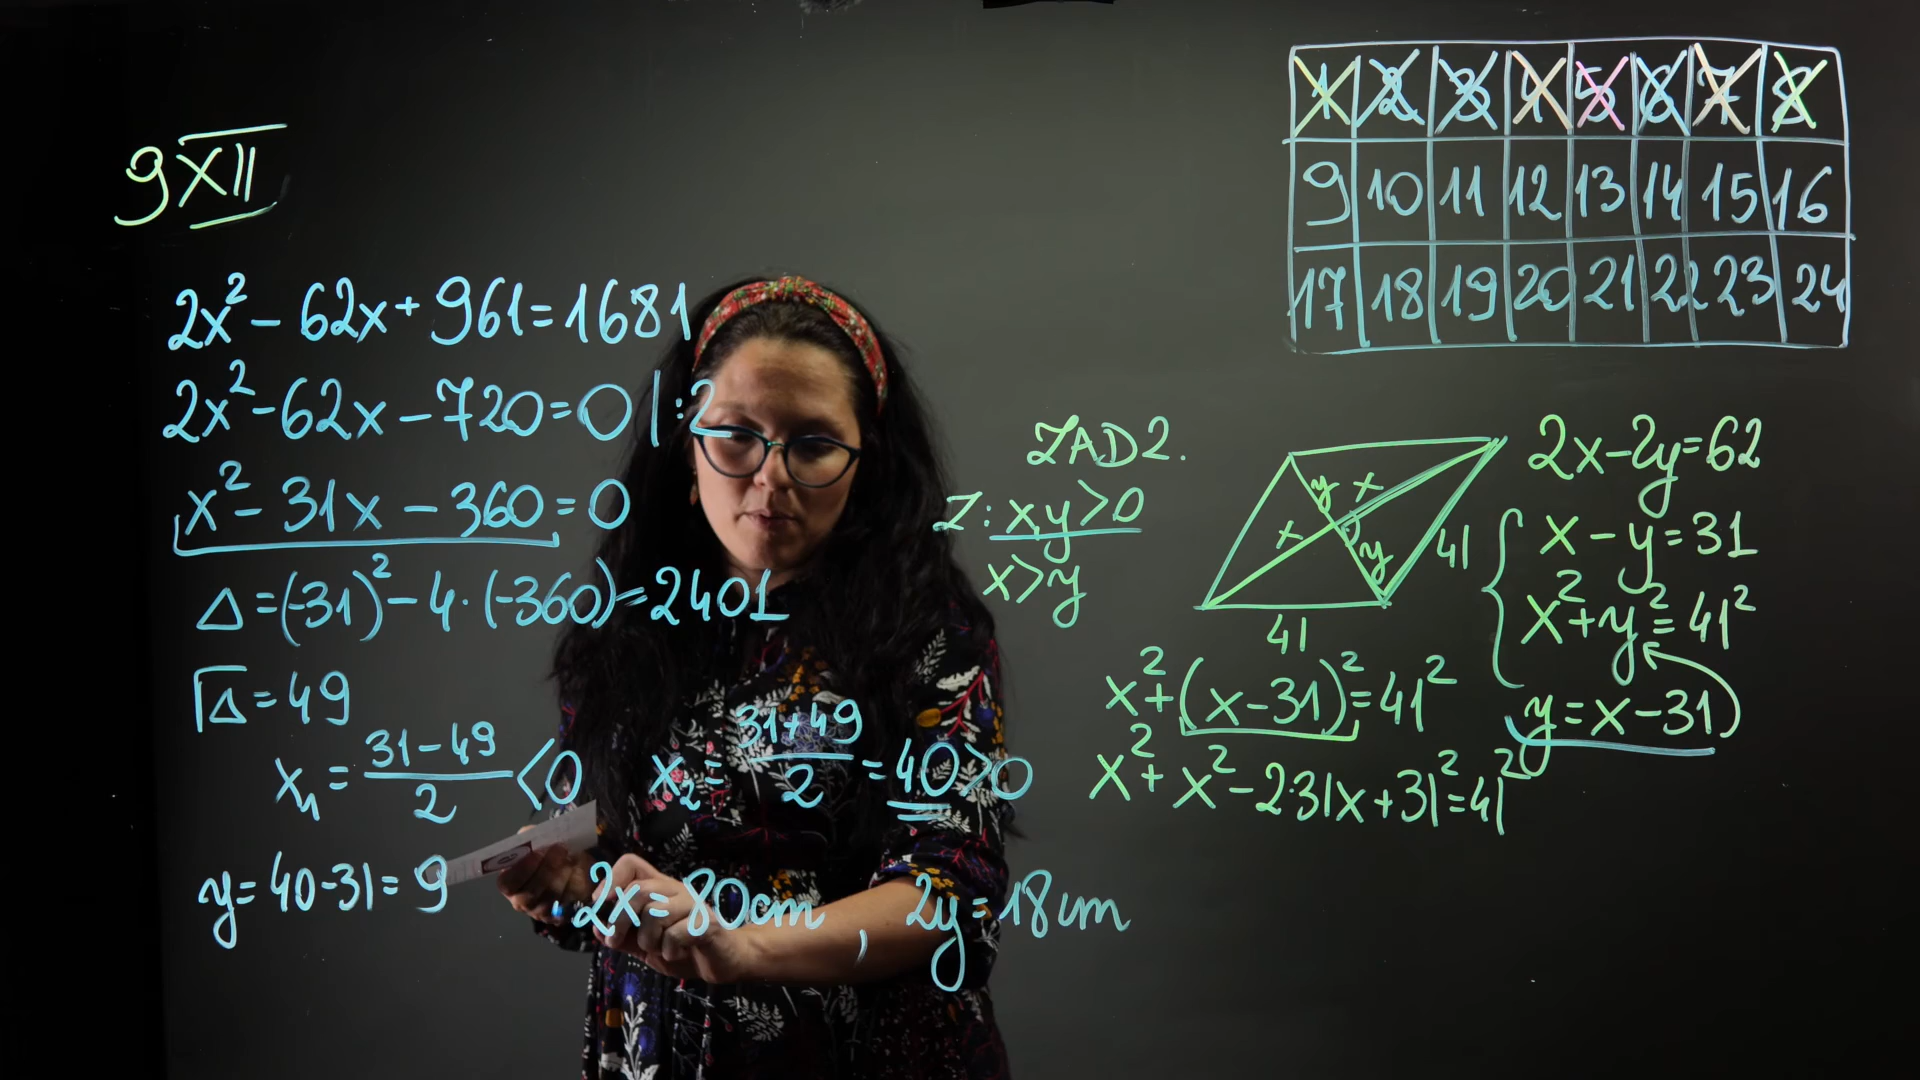 9 XII
1 2 3 4 5 6 7 8
9 10 11 12 13 14 15 16
17 18 19 20 21 22 23 24
2x² - 62x + 961 = 1681
2x² - 62x - 720 = 0 | : 2
x² - 31x - 360 = 0
Δ = (-31)² - 4 · (-360) = 2401
√Δ = 49
x₁ = (31 - 49)/2 < 0 x₂ = (31 + 49)/2 = 40 > 0
y = 40 - 31 = 9 2x = 80cm , 2y = 18cm
ZAD 2.
Z: x, y > 0
x > y
y x
x y
41
41
2x - 2y = 62
x - y = 31
x² + y² = 41²
y = x - 31
x² + (x - 31)² = 41²
x² + x² - 2·31x + 31² = 41²